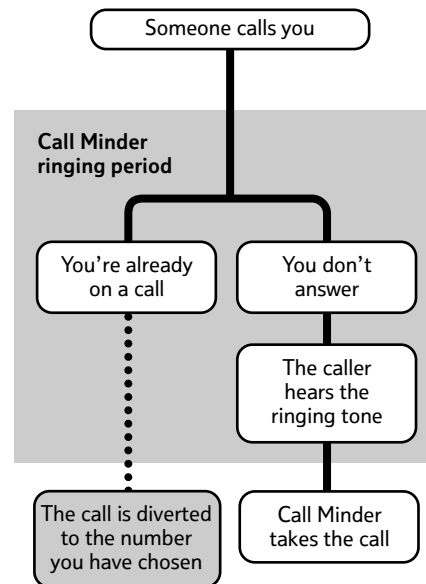 Someone calls you
Call Minder
ringing period
You’re already
on a call
You don’t
answer
The caller
hears the
ringing tone
The call is diverted
to the number
you have chosen
Call Minder
takes the call